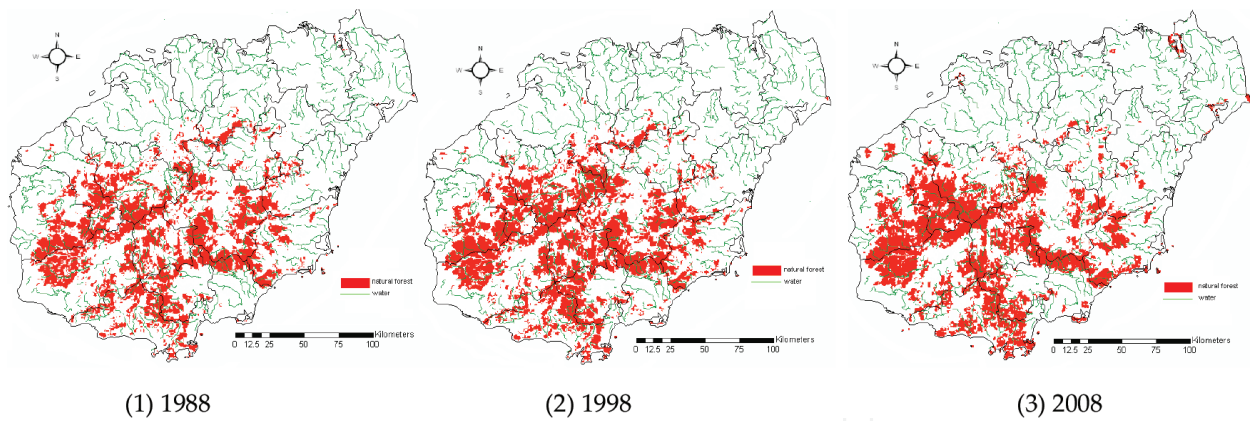 N
W E
S
natural forest
water
Kilometers
0 12.5 25 50 75 100
(1) 1988
N
W E
S
natural forest
water
Kilometers
0 12.5 25 50 75 100
(2) 1998
N
W E
S
natural forest
water
Kilometers
0 12.5 25 50 75 100
(3) 2008